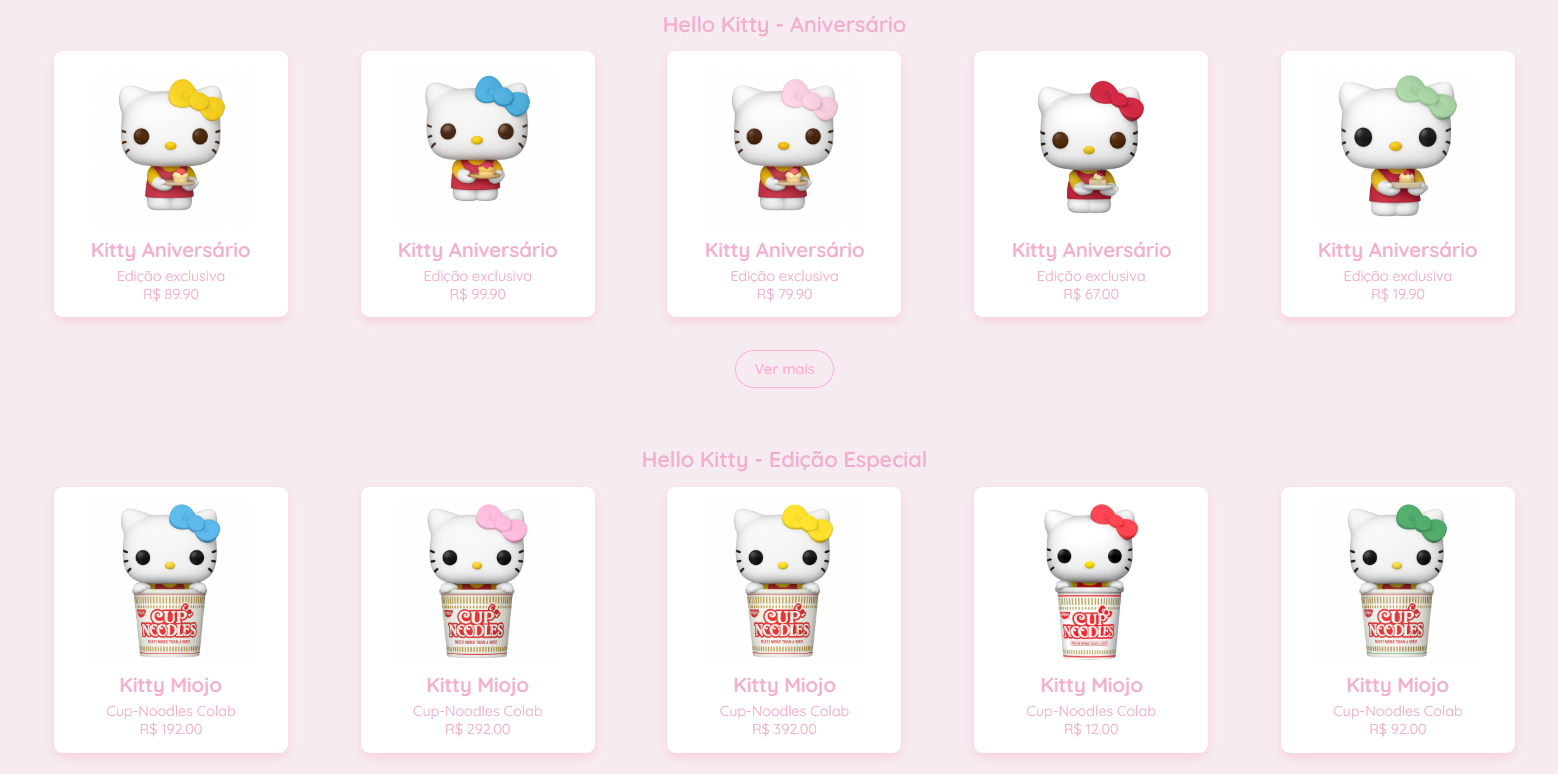 Hello Kitty - Aniversário
Kitty Aniversário
Edição exclusiva
R$ 89.90
Kitty Aniversário
Edição exclusiva
R$ 99.90
Kitty Aniversário
Edição exclusiva
R$ 79.90
Kitty Aniversário
Edição exclusiva
R$ 67.00
Kitty Aniversário
Edição exclusiva
R$ 19.90
Ver mais
Hello Kitty - Edição Especial
CUP
NOODLES
Kitty Miojo
Cup-Noodles Colab
R$ 192.00
CUP
NOODLES
Kitty Miojo
Cup-Noodles Colab
R$ 292.00
CUP
NOODLES
Kitty Miojo
Cup-Noodles Colab
R$ 392.00
CUP
NOODLES
Kitty Miojo
Cup-Noodles Colab
R$ 12.00
CUP
NOODLES
Kitty Miojo
Cup-Noodles Colab
R$ 92.00